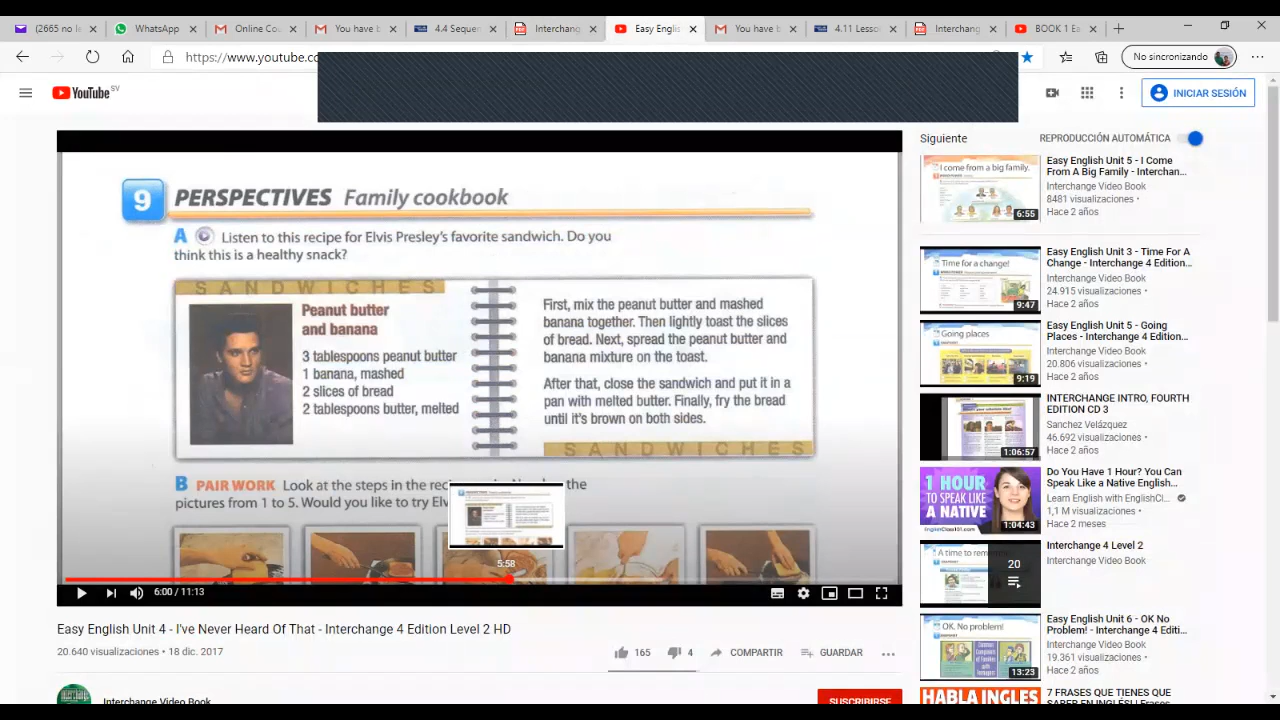 (2665 no le
WhatsApp
Online Cou
You have b
4.4 Sequen
Interchang
Easy Englis
You have b
4.11 Lesso
Interchang
BOOK 1 Ea
https://www.youtube.co
No sincronizando
YouTube SV
INICIAR SESIÓN
9 PERSPECTIVES Family cookbook
A Listen to this recipe for Elvis Presley's favorite sandwich. Do you
think this is a healthy snack?
Peanut butter
and banana
3 tablespoons peanut butter
1 banana, mashed
2 slices of bread
2 tablespoons butter, melted
First, mix the peanut butter and mashed
banana together. Then lightly toast the slices
of bread. Next, spread the peanut butter and
banana mixture on the toast.
After that, close the sandwich and put it in a
pan with melted butter. Finally, fry the bread
until it's brown on both sides.
ANDWICHES
B PAIR WORK Look at the steps in the rec
the
pictures from 1 to 5. Would you like to try Elv
5:58
6:00 / 11:13
Easy English Unit 4 - I've Never Heard Of That - Interchange 4 Edition Level 2 HD
20.640 visualizaciones • 18 dic. 2017
165
4
COMPARTIR
GUARDAR
Interchange Video Book
SUSCRIBIRSE
Siguiente
REPRODUCCIÓN AUTOMÁTICA
I come from a big family.
6:55
Easy English Unit 5 - I Come
From A Big Family - Interchan...
Interchange Video Book
8481 visualizaciones •
Hace 2 años
Time for a change!
9:47
Easy English Unit 3 - Time For A
Change - Interchange 4 Edition...
Interchange Video Book
24.915 visualizaciones •
Hace 2 años
Going places
9:19
Easy English Unit 5 - Going
Places - Interchange 4 Edition...
Interchange Video Book
20.806 visualizaciones •
Hace 2 años
1:06:57
INTERCHANGE INTRO, FOURTH
EDITION CD 3
Sanchez Velázquez
46.692 visualizaciones •
Hace 2 años
1 HOUR
TO SPEAK LIKE
A NATIVE
EnglishClass101.com
1:04:43
Do You Have 1 Hour? You Can
Speak Like a Native English...
Learn English with EnglishCl...
1,1 M visualizaciones •
Hace 2 meses
A time to rem
20
Interchange 4 Level 2
Interchange Video Book
OK. No problem!
13:23
Easy English Unit 6 - OK No
Problem! - Interchange 4 Editi...
Interchange Video Book
19.361 visualizaciones •
Hace 2 años
HABLA INGLES
7 FRASES QUE TIENES QUE
SABER EN INGLÉS! | Frases